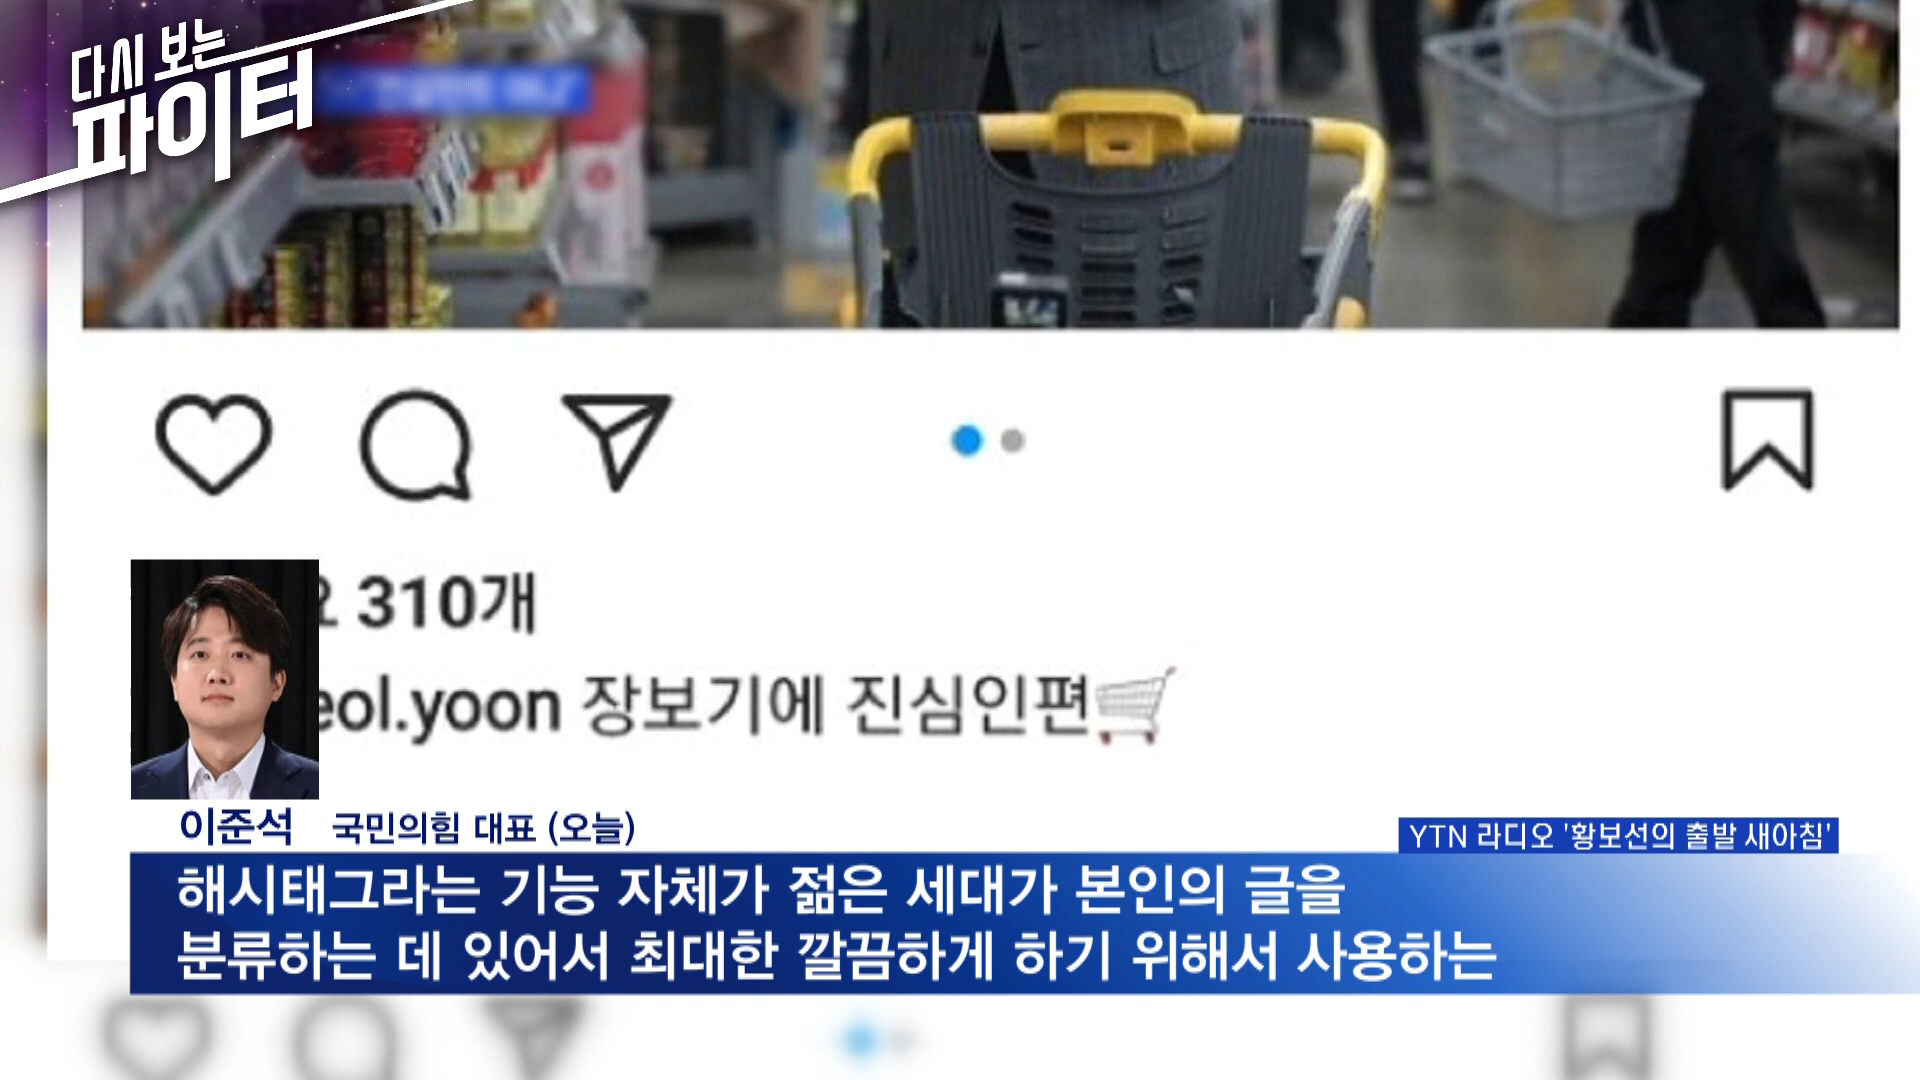 다시 보는
파이터
310개
eol.yoon 장보기에 진심인편
이준석 국민의힘 대표 (오늘)
YTN 라디오 '황보선의 출발 새아침'
해시태그라는 기능 자체가 젊은 세대가 본인의 글을
분류하는 데 있어서 최대한 깔끔하게 하기 위해서 사용하는